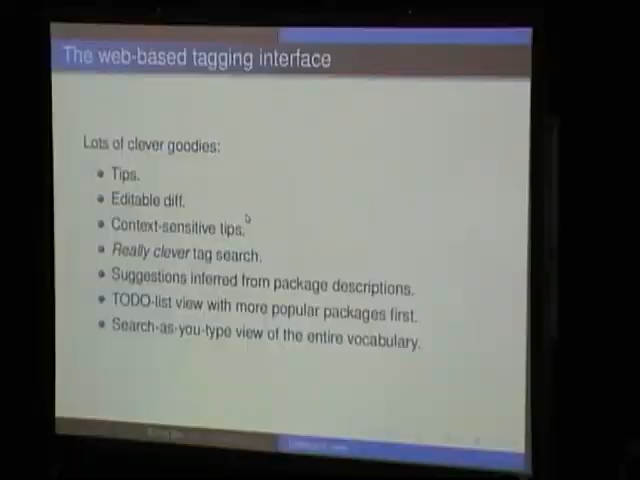 The web-based tagging interface
Lots of clever goodies:
Tips.
Editable diff.
Context-sensitive tips.
Really clever tag search.
Suggestions inferred from package descriptions.
TODO-list view with more popular packages first.
Search-as-you-type view of the entire vocabulary.